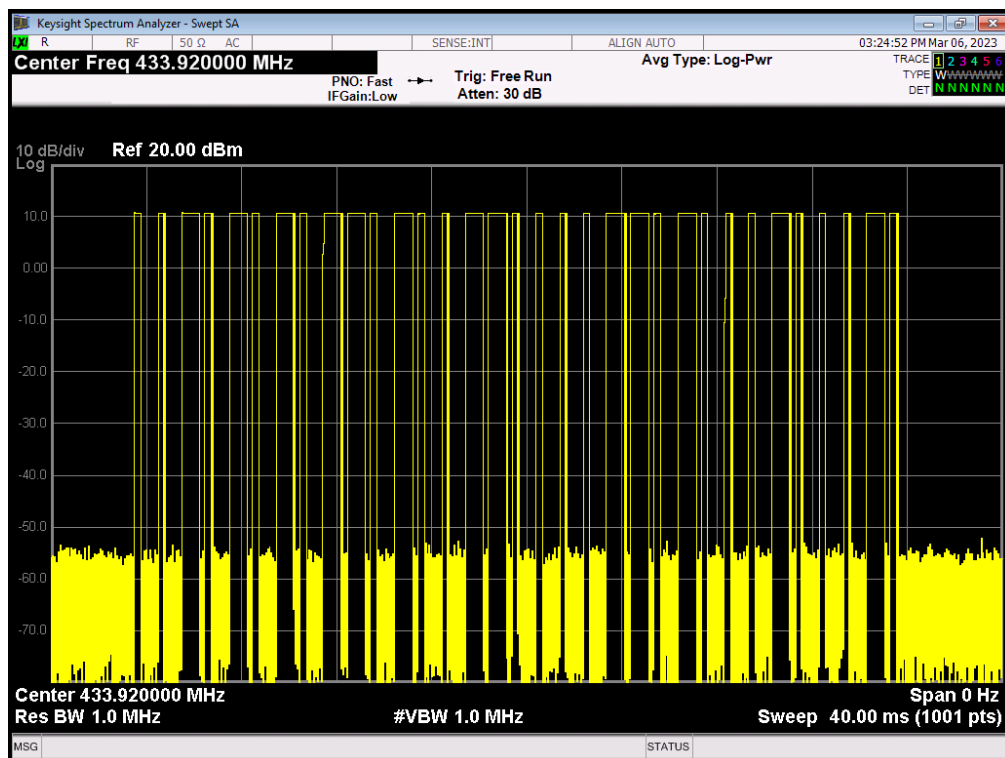 Keysight Spectrum Analyzer - Swept SA
LXI R RF 50 Ω AC SENSE:INT ALIGN AUTO 03:24:52 PM Mar 06, 2023
Center Freq 433.920000 MHz Avg Type: Log-Pwr TRACE 1 2 3 4 5 6
PNO: Fast Trig: Free Run TYPE W W W W W W
IFGain:Low Atten: 30 dB DET N N N N N N
10 dB/div Ref 20.00 dBm
Log
10.0
0.00
-10.0
-20.0
-30.0
-40.0
-50.0
-60.0
-70.0
Center 433.920000 MHz Span 0 Hz
Res BW 1.0 MHz #VBW 1.0 MHz Sweep 40.00 ms (1001 pts)
MSG STATUS